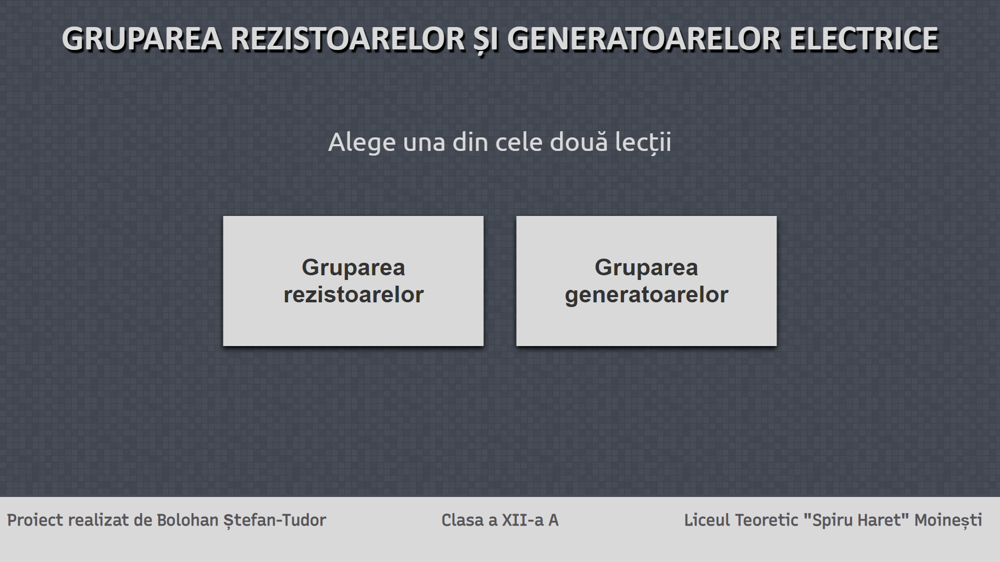 GRUPAREA REZISTOARELOR ȘI GENERATOARELOR ELECTRICE
Alege una din cele două lecții
Gruparea
rezistoarelor
Gruparea
generatoarelor
Proiect realizat de Bolohan Ștefan-Tudor
Clasa a XII-a A
Liceul Teoretic "Spiru Haret" Moinești